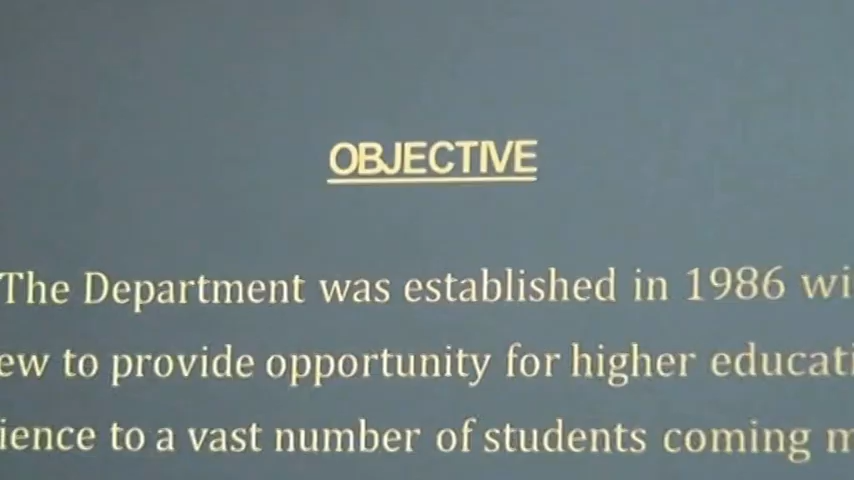 OBJECTIVE
The Department was established in 1986
to provide opportunity for higher
to a vast number of students coming